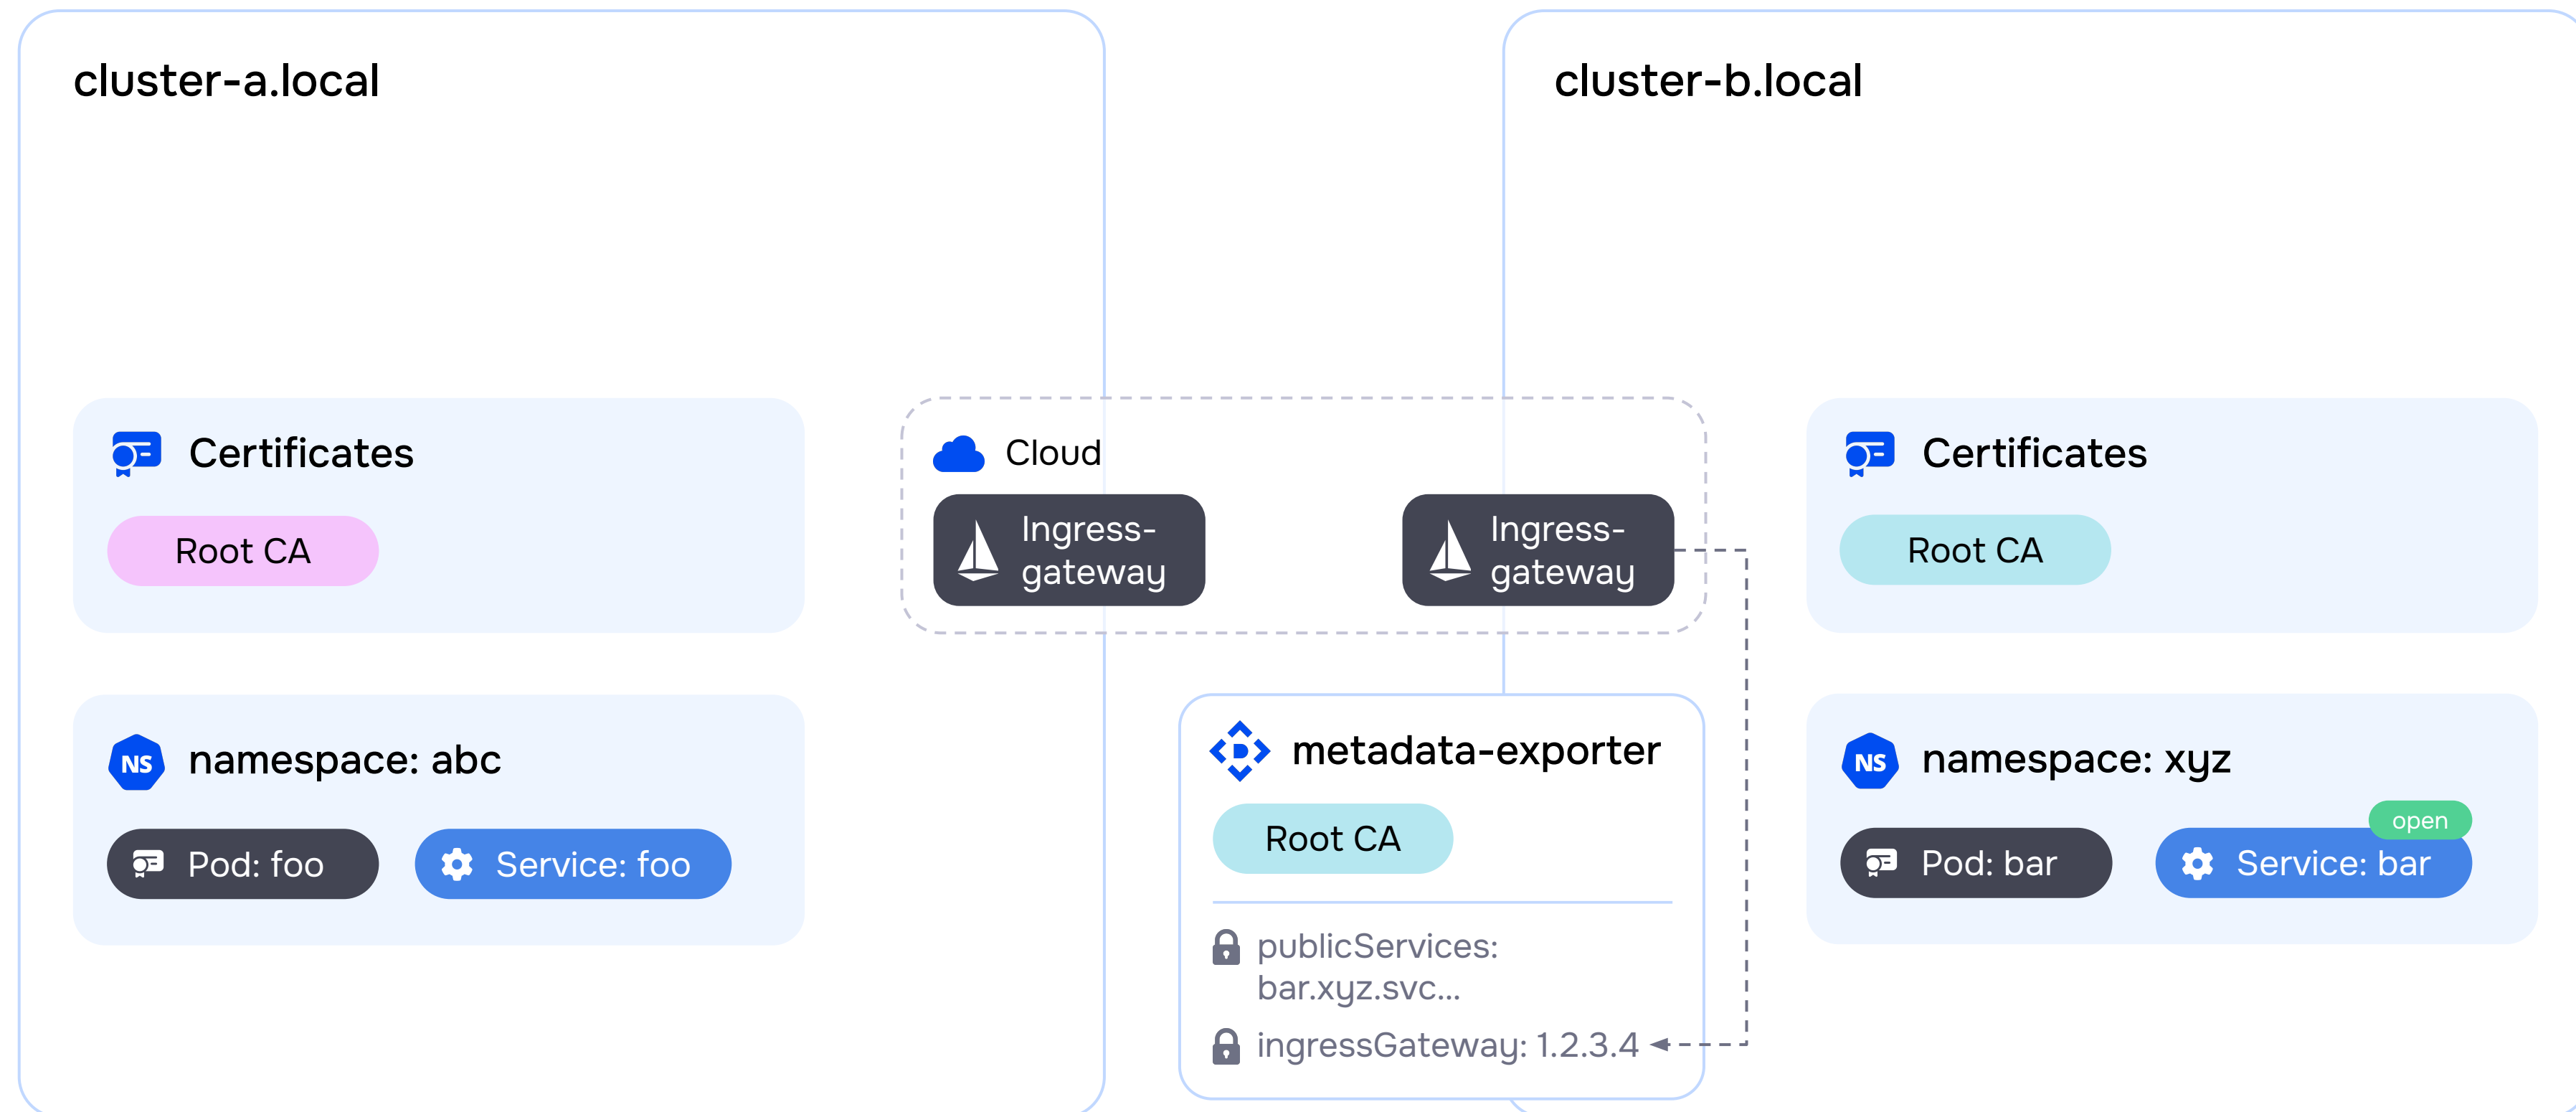 cluster-a.local
cluster-b.local
Certificates
Root CA
Cloud
Ingress-
gateway
Ingress-
gateway
Certificates
Root CA
NS
namespace: abc
Pod: foo
Service: foo
metadata-exporter
Root CA
publicServices:
bar.xyz.svc...
ingressGateway: 1.2.3.4
NS
namespace: xyz
open
Pod: bar
Service: bar